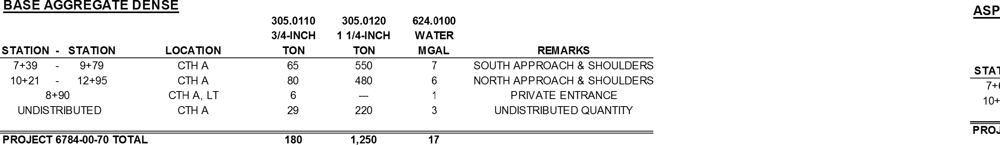 BASE AGGREGATE DENSE
305.0110 305.0120 624.0100
3/4-INCH 1 1/4-INCH WATER
STATION - STATION LOCATION TON TON MGAL REMARKS
7+39 - 9+79 CTH A 65 550 7 SOUTH APPROACH & SHOULDERS
10+21 - 12+95 CTH A 80 480 6 NORTH APPROACH & SHOULDERS
8+90 CTH A, LT 6 --- 1 PRIVATE ENTRANCE
UNDISTRIBUTED CTH A 29 220 3 UNDISTRIBUTED QUANTITY
PROJECT 6784-00-70 TOTAL 180 1,250 17
ASP
STAT
7+6
10+
PROJ